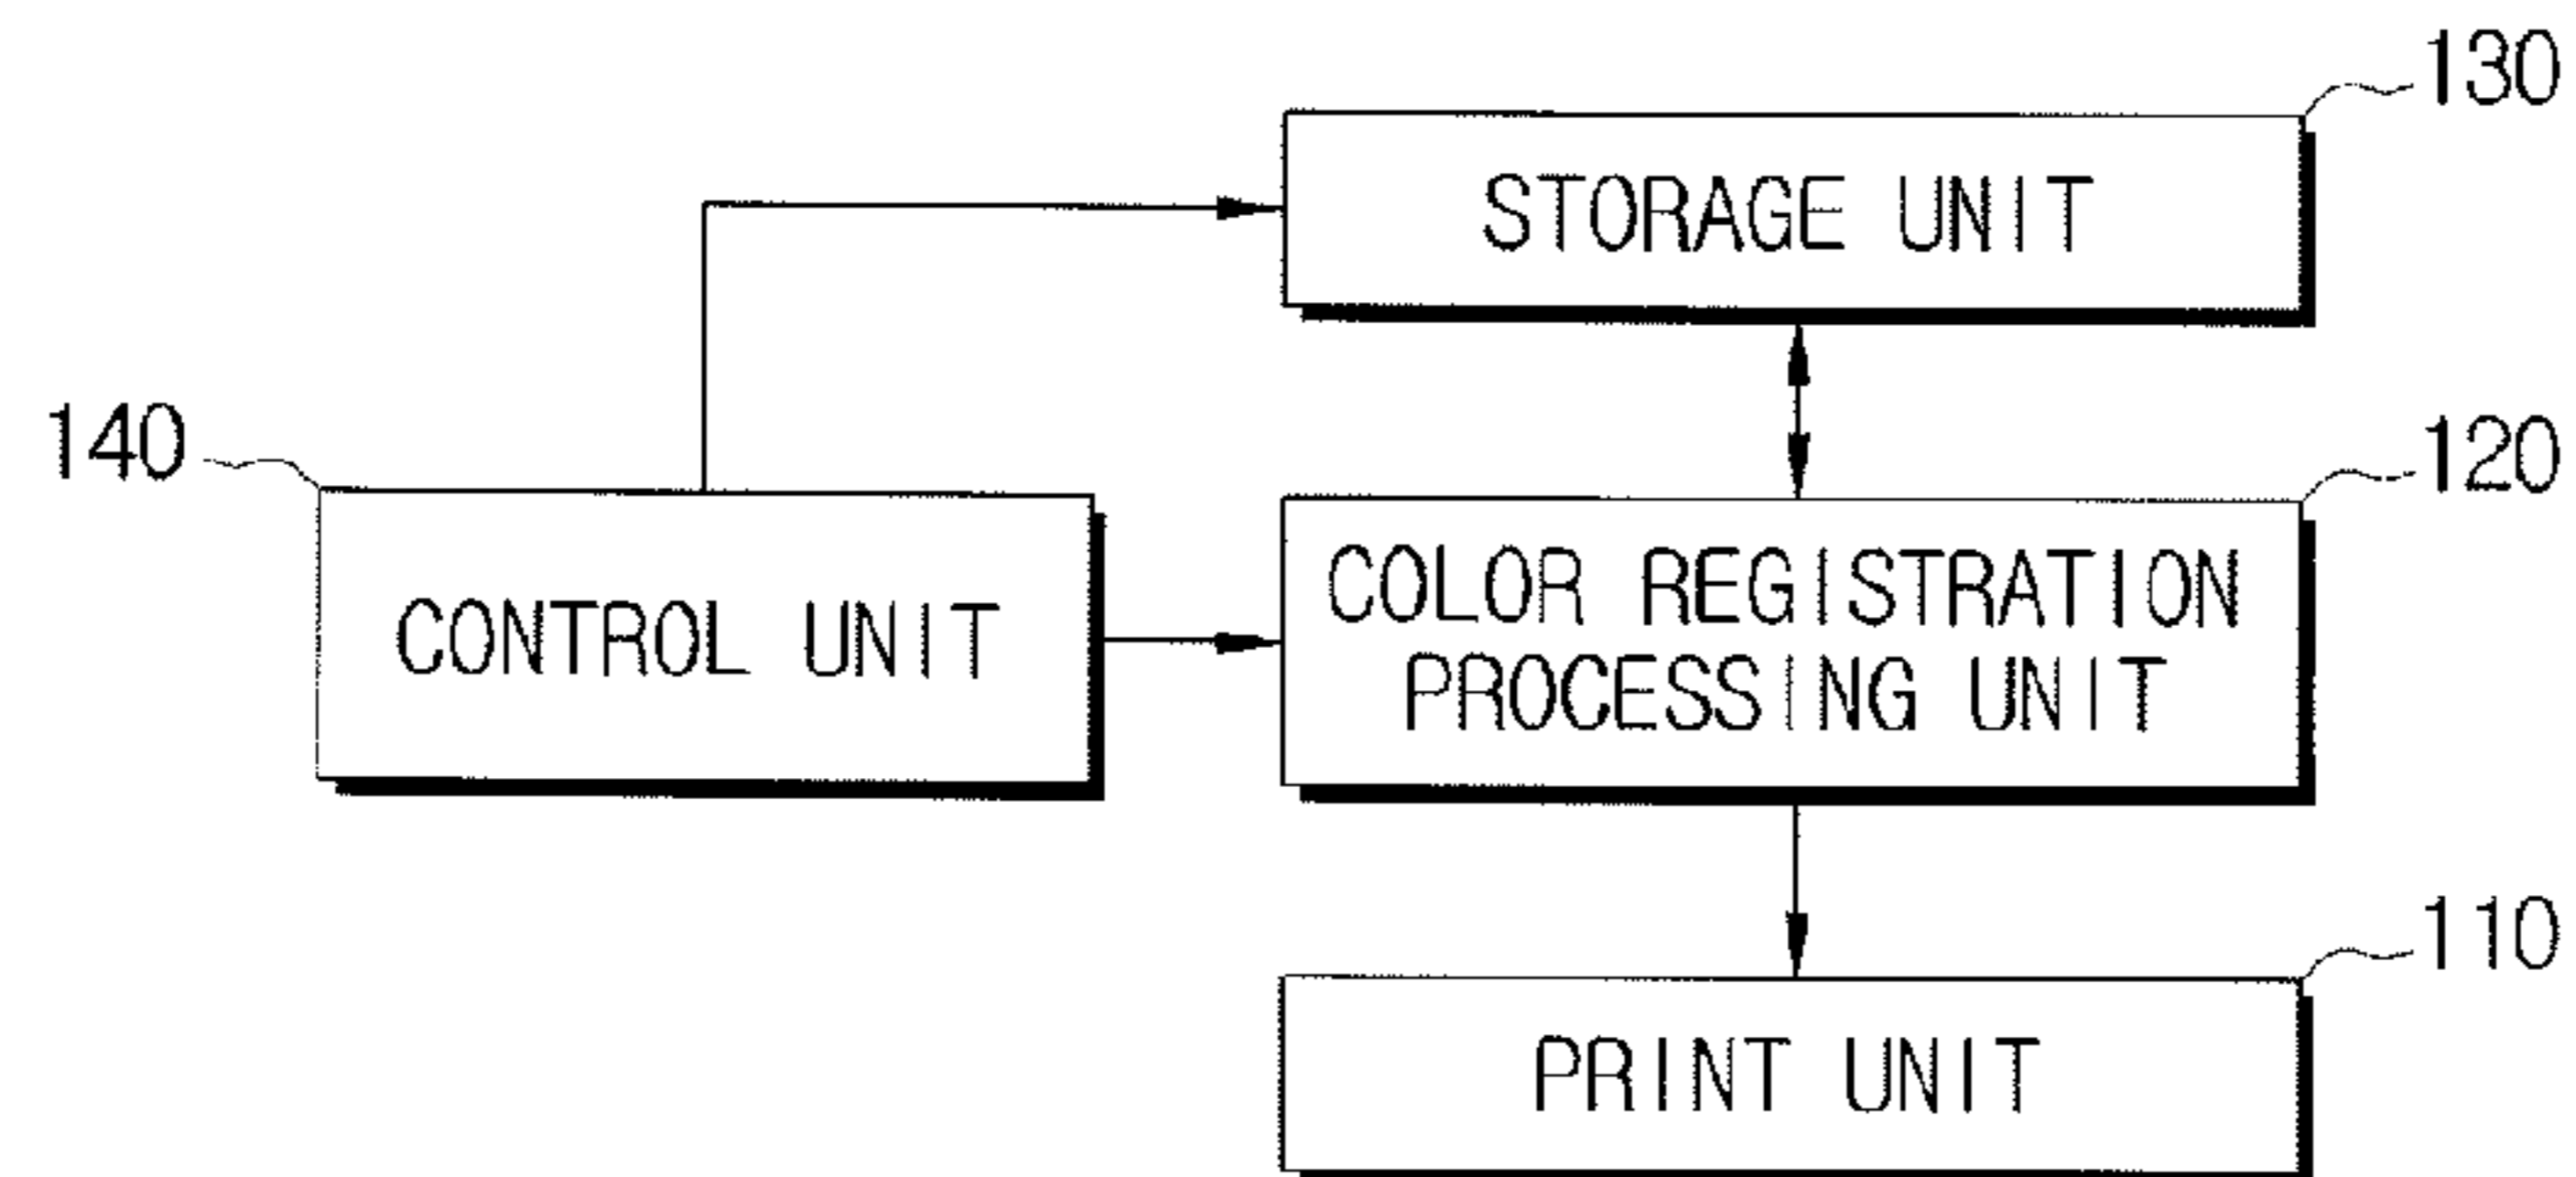 130
STORAGE UNIT
140
120
CONTROL UNIT
COLOR REGISTRATION
PROCESSING UNIT
110
PRINT UNIT